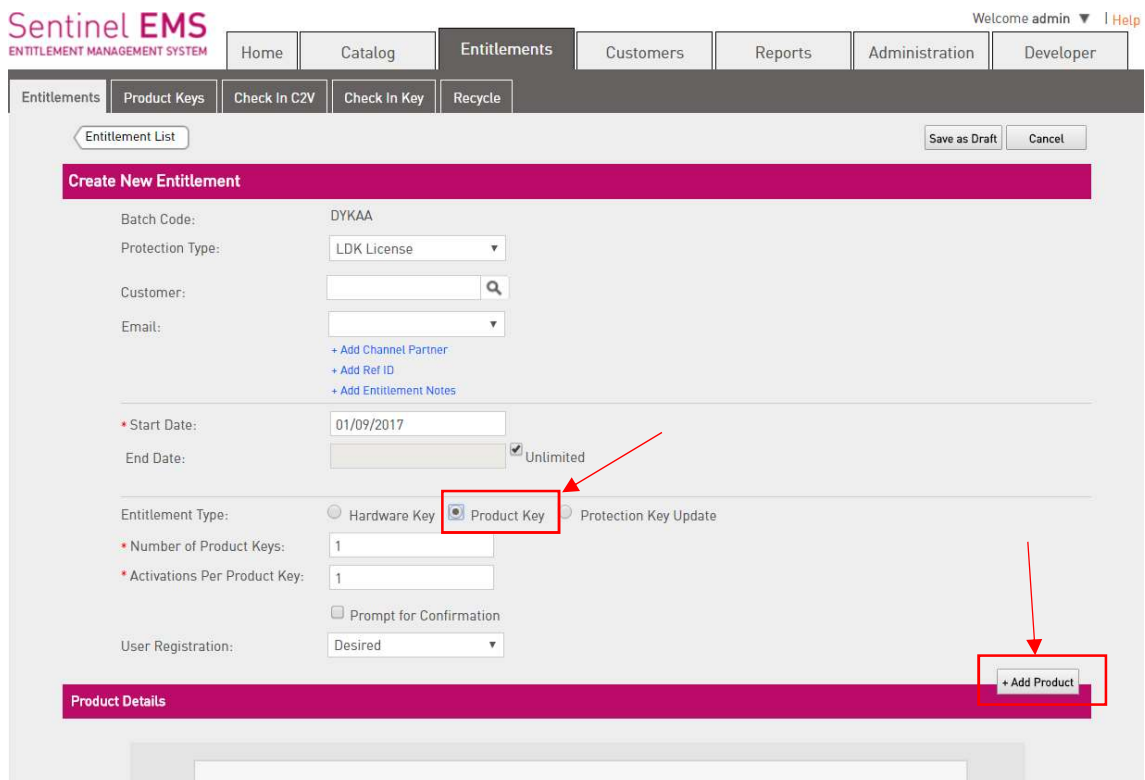 Sentinel EMS
ENTITLEMENT MANAGEMENT SYSTEM
Welcome admin ▼ | Help
Home Catalog Entitlements Customers Reports Administration Developer
Entitlements Product Keys Check In C2V Check In Key Recycle
Entitlement List Save as Draft Cancel
Create New Entitlement
Batch Code: DYKAA
Protection Type: LDK License
Customer:
Email:
+ Add Channel Partner
+ Add Ref ID
+ Add Entitlement Notes
* Start Date: 01/09/2017
End Date: Unlimited
Entitlement Type: Hardware Key Product Key Protection Key Update
* Number of Product Keys: 1
* Activations Per Product Key: 1
Prompt for Confirmation
User Registration: Desired
+ Add Product
Product Details